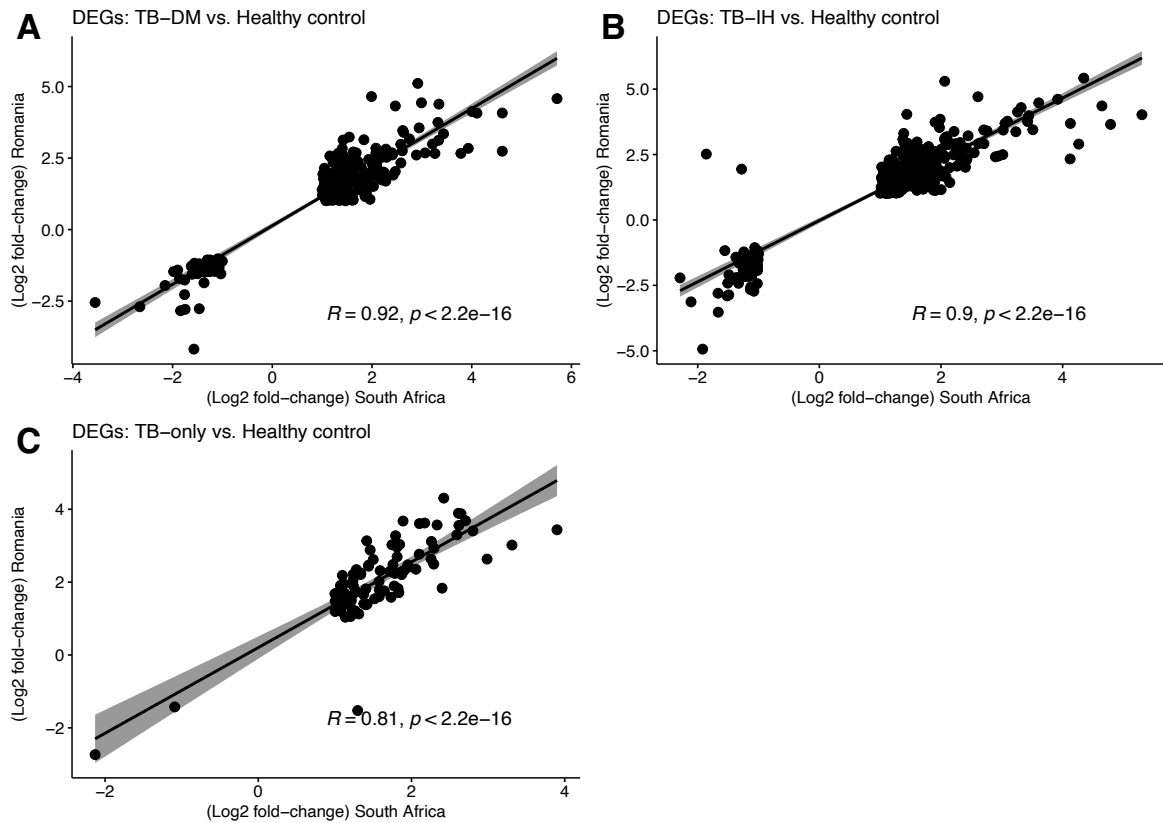 A
DEGs: TB−DM vs. Healthy control
(Log2 fold−change) Romania
5.0
2.5
0.0
−2.5
R = 0.92, p < 2.2e−16
−4 −2 0 2 4 6
(Log2 fold−change) South Africa
B
DEGs: TB−IH vs. Healthy control
(Log2 fold−change) Romania
5.0
2.5
0.0
−2.5
−5.0
R = 0.9, p < 2.2e−16
−2 0 2 4
(Log2 fold−change) South Africa
C
DEGs: TB−only vs. Healthy control
(Log2 fold−change) Romania
4
2
0
−2
R = 0.81, p < 2.2e−16
−2 0 2 4
(Log2 fold−change) South Africa